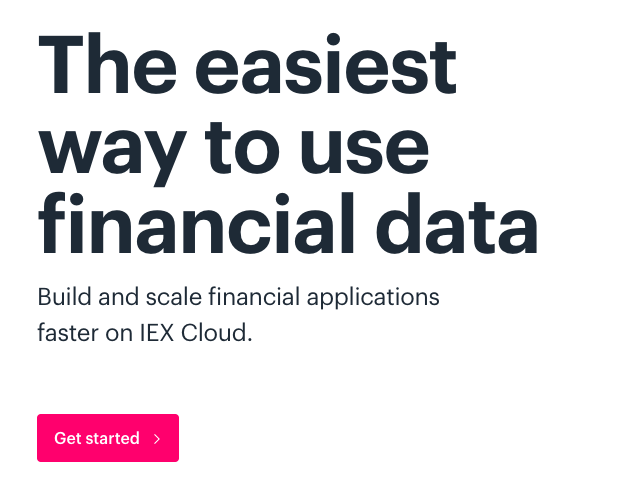 The easiest
way to use
financial data
Build and scale financial applications
faster on IEX Cloud.
Get started